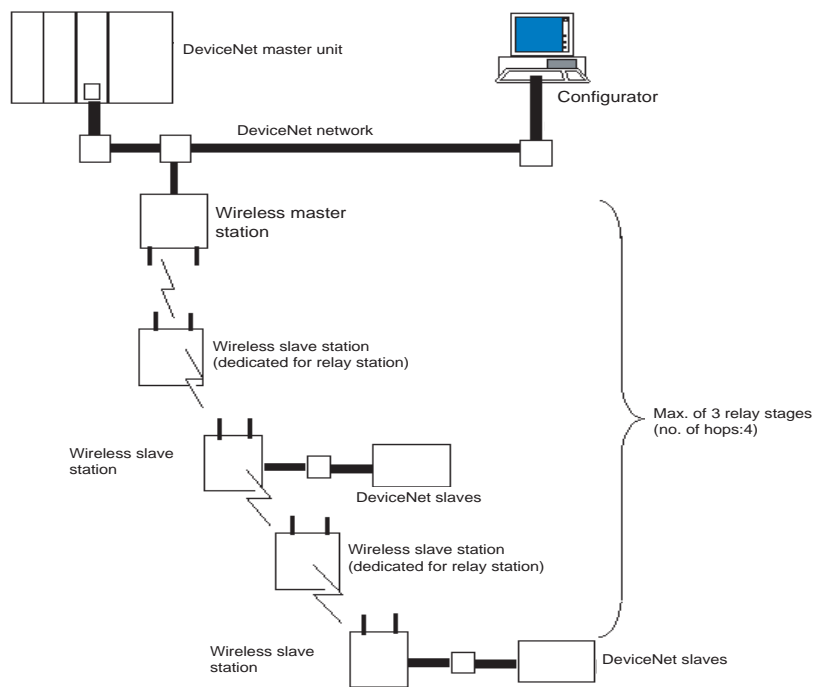 DeviceNet master unit
Configurator
DeviceNet network
Wireless master
station
Wireless slave station
(dedicated for relay station)
Max. of 3 relay stages
(no. of hops:4)
Wireless slave
station
DeviceNet slaves
Wireless slave station
(dedicated for relay station)
Wireless slave
station
DeviceNet slaves